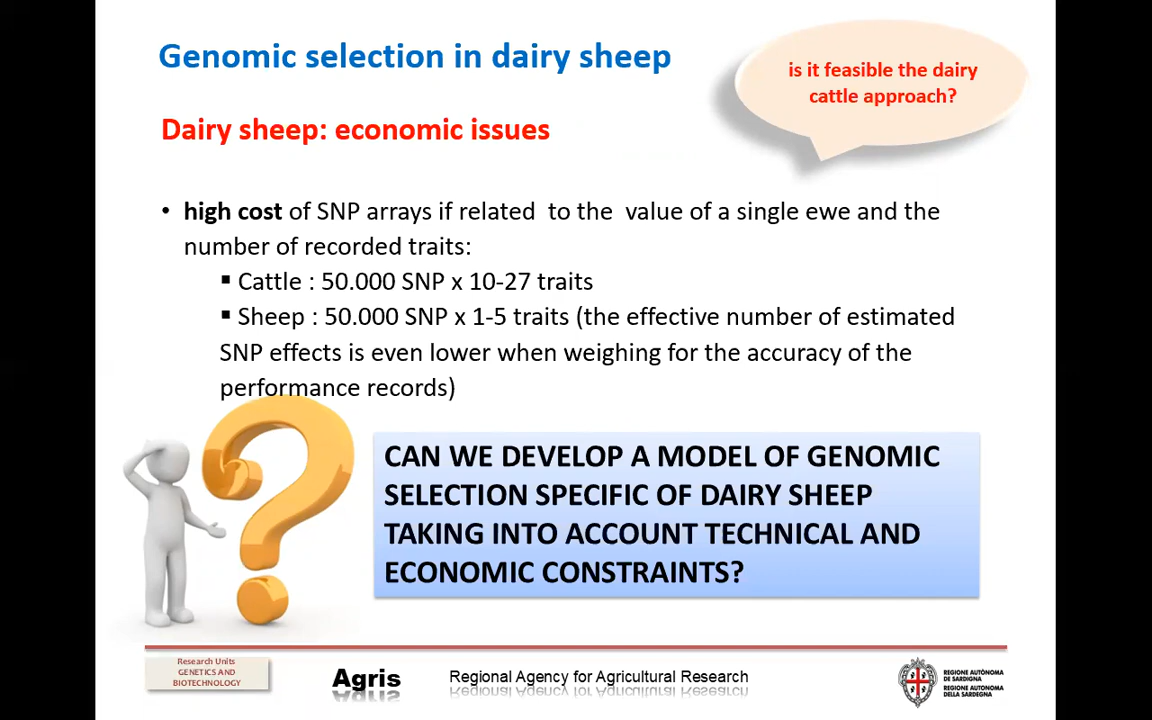 Genomic selection in dairy sheep
is it feasible the dairy
cattle approach?
Dairy sheep: economic issues
• high cost of SNP arrays if related to the value of a single ewe and the
number of recorded traits:
▪ Cattle : 50.000 SNP x 10-27 traits
▪ Sheep : 50.000 SNP x 1-5 traits (the effective number of estimated
SNP effects is even lower when weighing for the accuracy of the
performance records)
CAN WE DEVELOP A MODEL OF GENOMIC
SELECTION SPECIFIC OF DAIRY SHEEP
TAKING INTO ACCOUNT TECHNICAL AND
ECONOMIC CONSTRAINTS?
Research Units
GENETICS AND
BIOTECHNOLOGY
Agris
Regional Agency for Agricultural Research
REGIONE AUTÒNOMA
DE SARDIGNA
REGIONE AUTONOMA
DELLA SARDEGNA